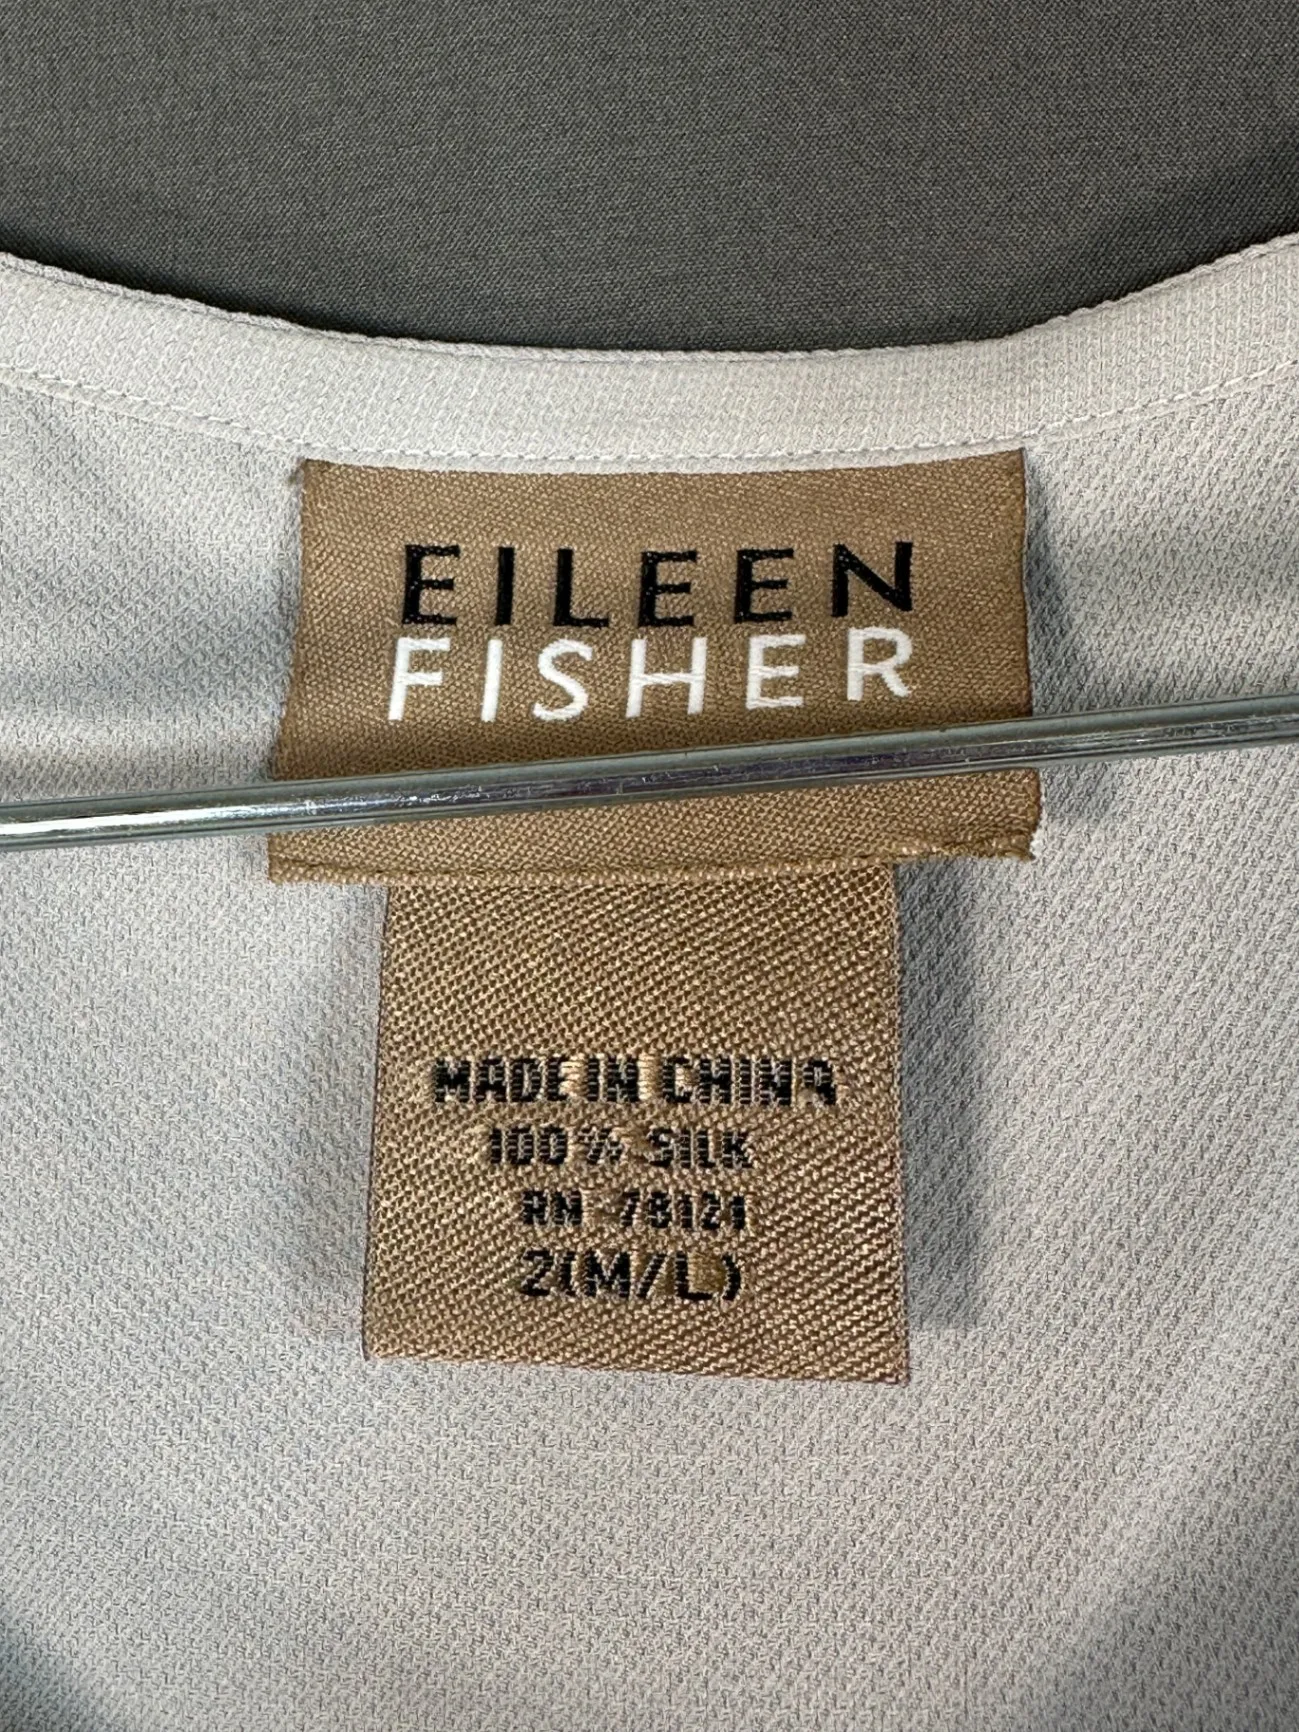 EILEEN
FISHER
MADE IN CHINA
100% SILK
RN 78121
2(M/L)